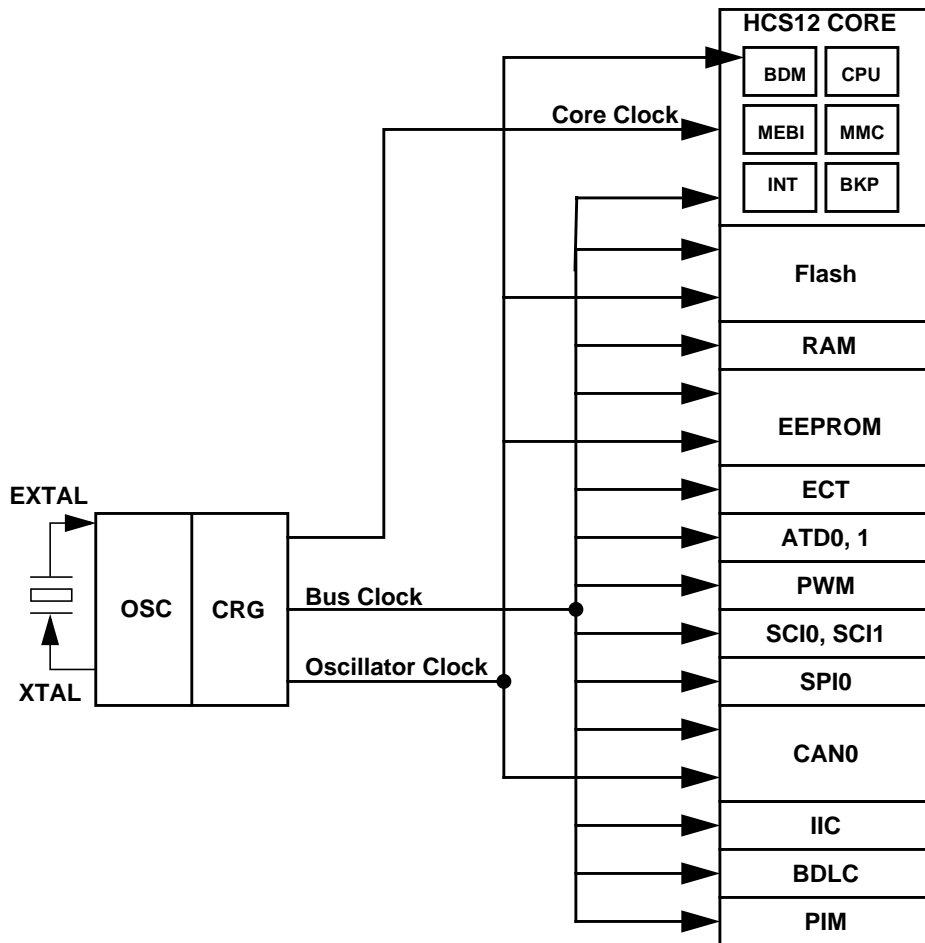 HCS12 CORE
BDM
CPU
Core Clock
MEBI
MMC
INT
BKP
Flash
RAM
EEPROM
EXTAL
ECT
ATD0, 1
OSC
CRG
Bus Clock
PWM
SCI0, SCI1
Oscillator Clock
XTAL
SPI0
CAN0
IIC
BDLC
PIM